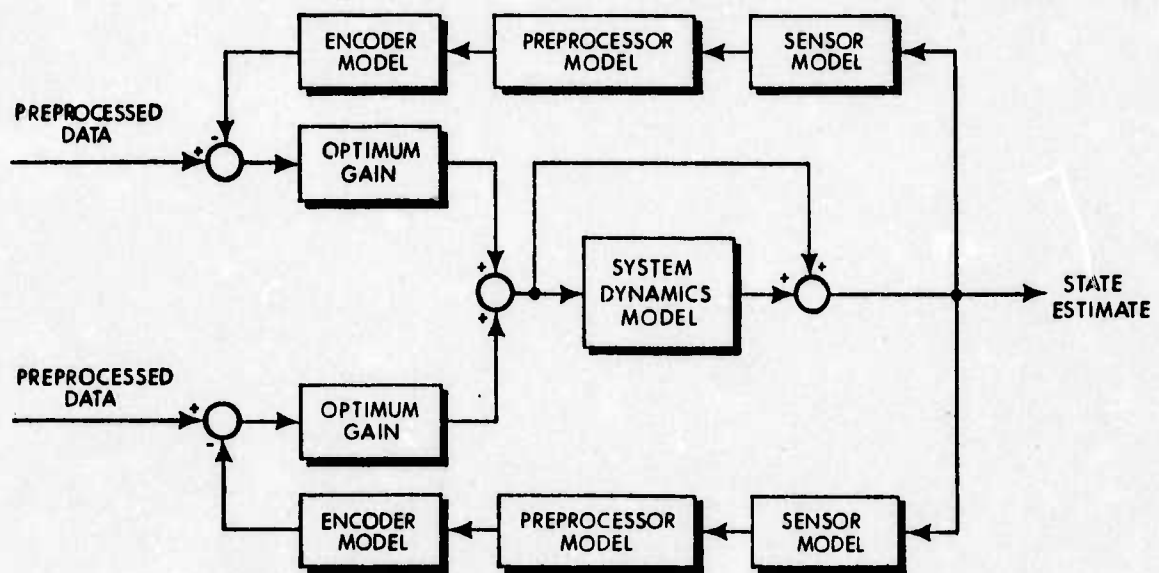 ENCODER
MODEL
PREPROCESSOR
MODEL
SENSOR
MODEL
PREPROCESSED
DATA
+
-
OPTIMUM
GAIN
+
+
SYSTEM
DYNAMICS
MODEL
+
+
STATE
ESTIMATE
PREPROCESSED
DATA
+
-
OPTIMUM
GAIN
ENCODER
MODEL
PREPROCESSOR
MODEL
SENSOR
MODEL